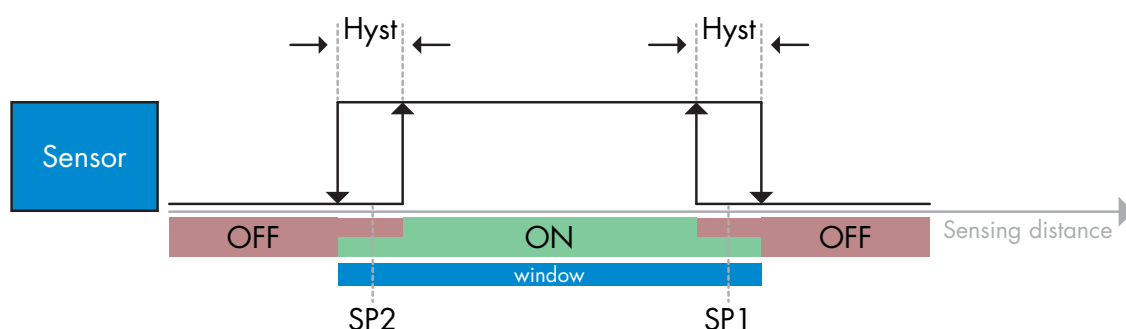 Hyst
Hyst
Sensor
OFF
ON
OFF
Sensing distance
window
SP2
SP1